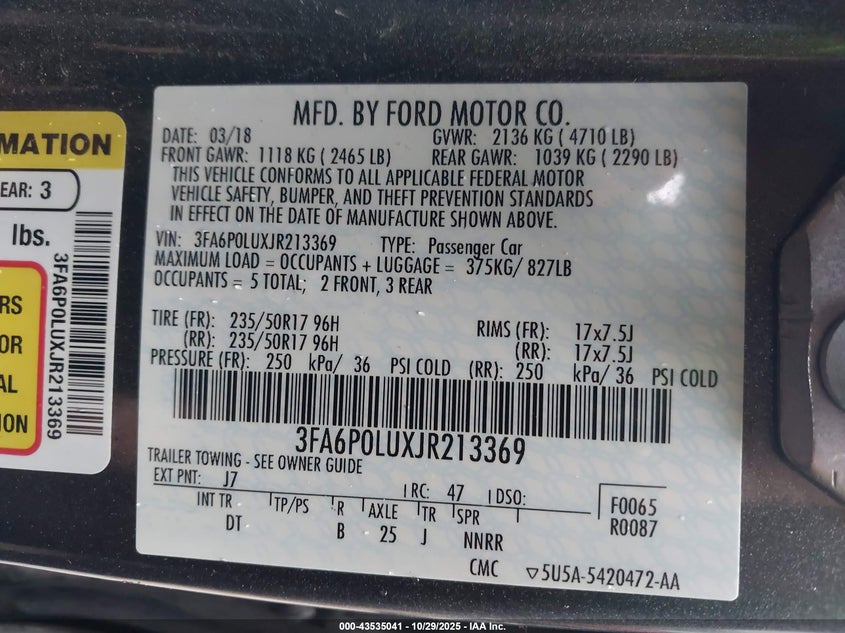 MATION
EAR: 3
lbs.
3FA6P0LUXJR213369
RS
OR
AL
ION
MFD. BY FORD MOTOR CO.
DATE: 03/18 GVWR: 2136 KG ( 4710 LB)
FRONT GAWR: 1118 KG ( 2465 LB) REAR GAWR: 1039 KG ( 2290 LB)
THIS VEHICLE CONFORMS TO ALL APPLICABLE FEDERAL MOTOR
VEHICLE SAFETY, BUMPER, AND THEFT PREVENTION STANDARDS
IN EFFECT ON THE DATE OF MANUFACTURE SHOWN ABOVE.
VIN: 3FA6P0LUXJR213369 TYPE: Passenger Car
MAXIMUM LOAD = OCCUPANTS + LUGGAGE = 375KG/ 827LB
OCCUPANTS = 5 TOTAL; 2 FRONT, 3 REAR
TIRE (FR): 235/50R17 96H RIMS (FR): 17x7.5J
(RR): 235/50R17 96H (RR): 17x7.5J
PRESSURE (FR): 250 kPa/ 36 PSI COLD (RR): 250 kPa/ 36 PSI COLD
3FA6P0LUXJR213369
TRAILER TOWING - SEE OWNER GUIDE
EXT PNT: J7 RC: 47 DSO: F0065
INT TR TP/PS R AXLE TR SPR R0087
DT B 25 J NNRR
CMC ▽5U5A-5420472-AA
000-43535041 - 10/29/2025 - IAA Inc.